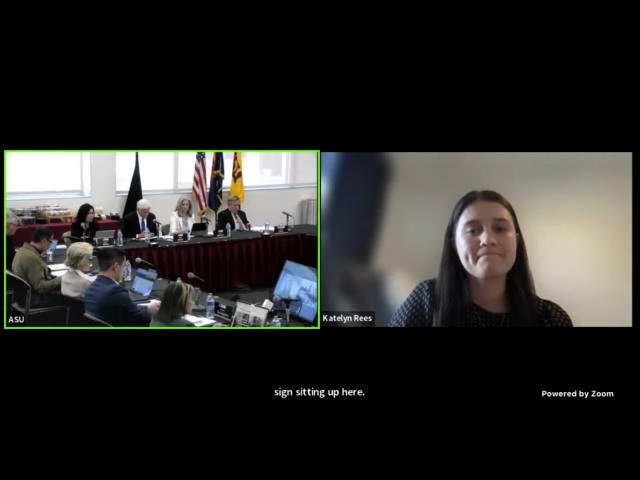 ASU
Katelyn Rees
sign sitting up here.
Powered by Zoom